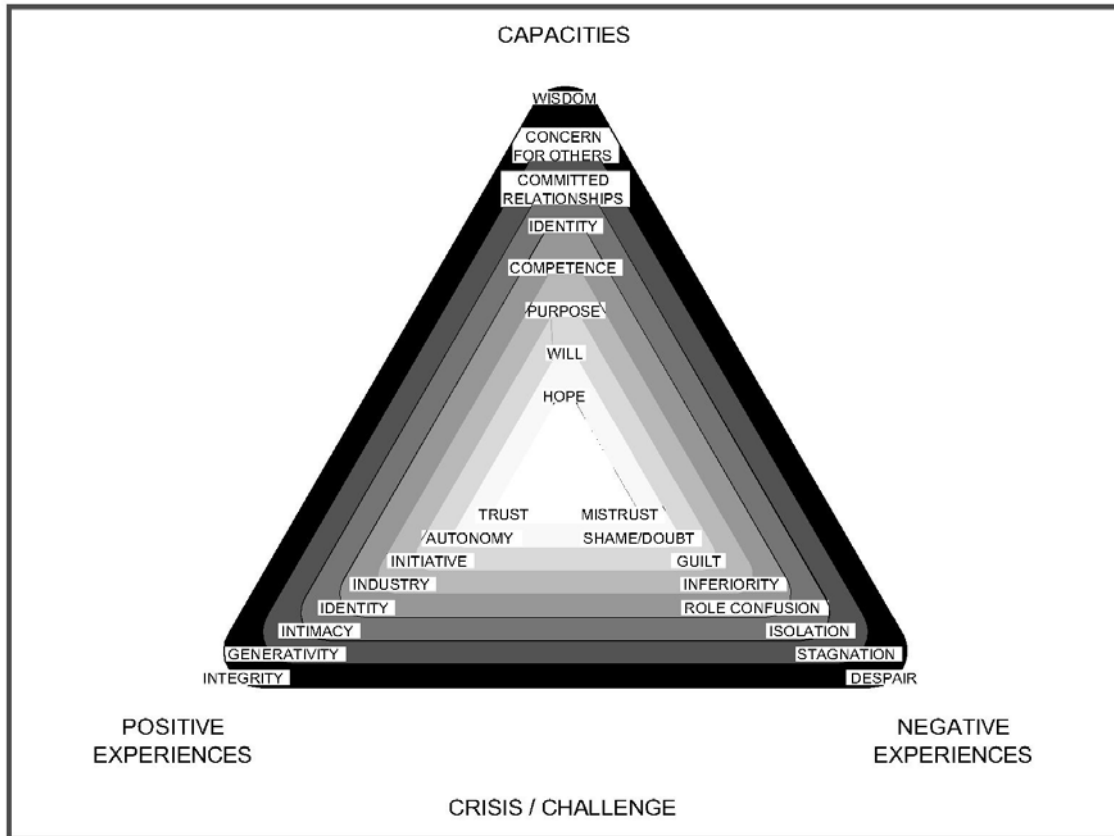 CAPACITIES
WISDOM
CONCERN
FOR OTHERS
COMMITTED
RELATIONSHIPS
IDENTITY
COMPETENCE
PURPOSE
WILL
HOPE
TRUST MISTRUST
AUTONOMY SHAME/DOUBT
INITIATIVE GUILT
INDUSTRY INFERIORITY
IDENTITY ROLE CONFUSION
INTIMACY ISOLATION
GENERATIVITY STAGNATION
INTEGRITY DESPAIR
POSITIVE
EXPERIENCES
NEGATIVE
EXPERIENCES
CRISIS / CHALLENGE